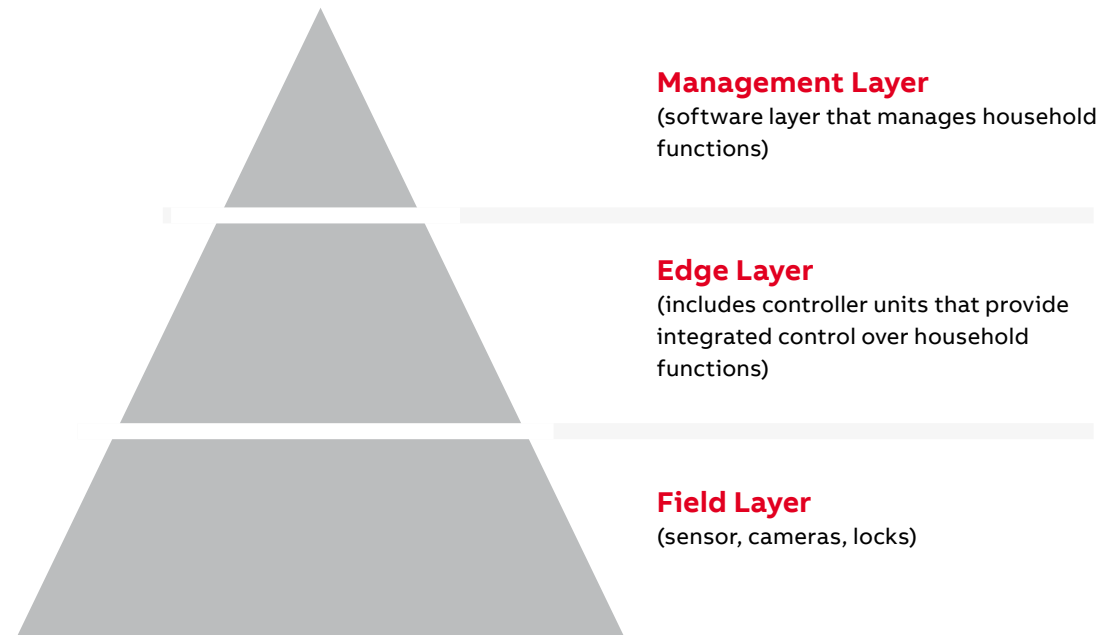 Management Layer
(software layer that manages household
functions)
Edge Layer
(includes controller units that provide
integrated control over household
functions)
Field Layer
(sensor, cameras, locks)